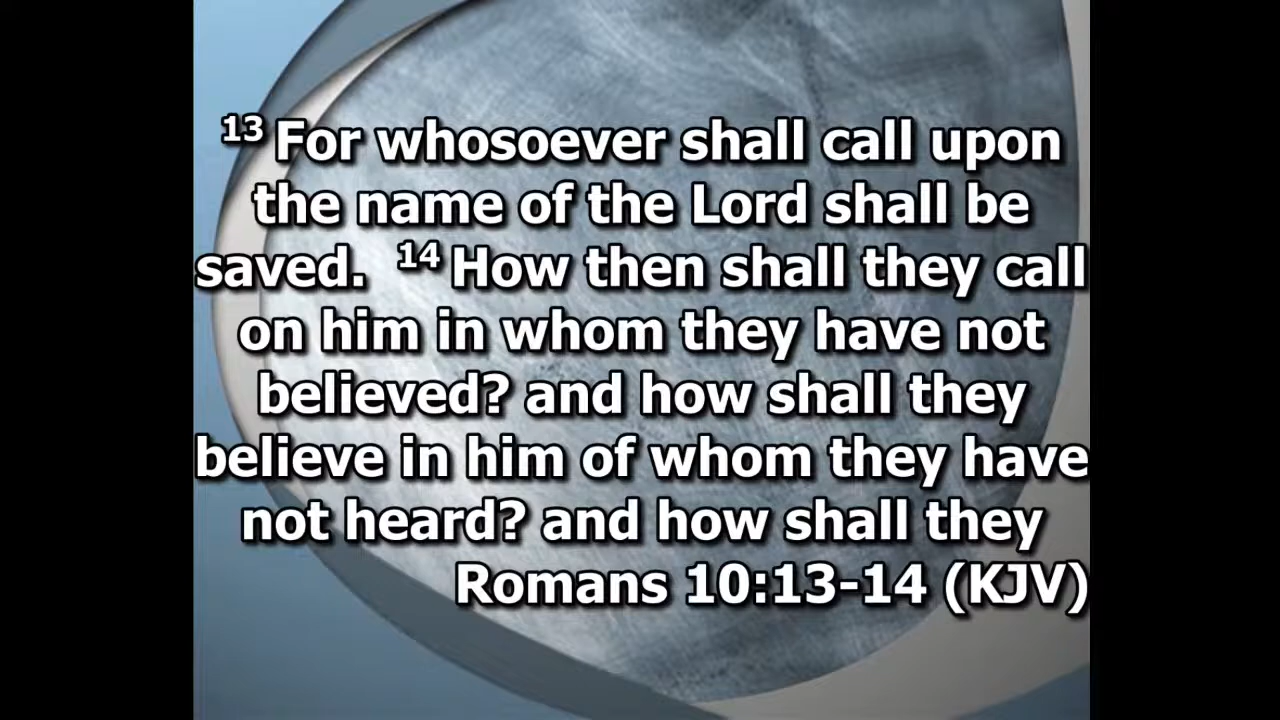 13 For whosoever shall call upon
the name of the Lord shall be
saved. 14 How then shall they call
on him in whom they have not
believed? and how shall they
believe in him of whom they have
not heard? and how shall they
Romans 10:13-14 (KJV)